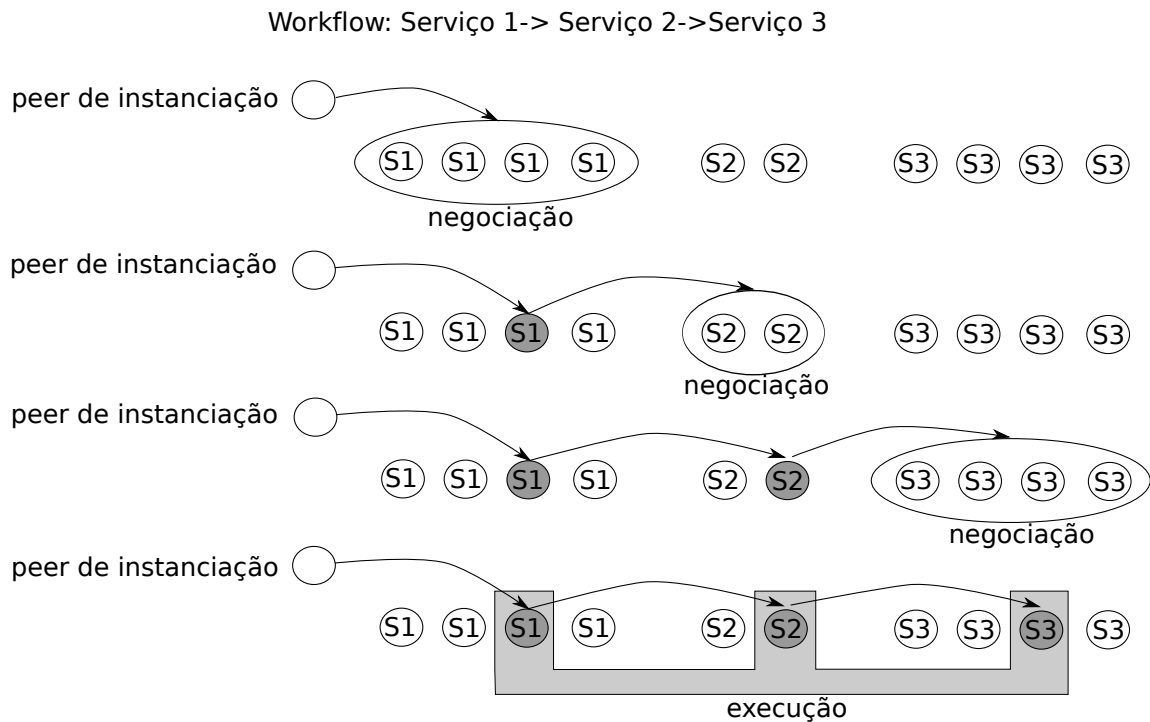 Workflow: Serviço 1-> Serviço 2->Serviço 3
peer de instanciação
S1 S1 S1 S1 S2 S2 S3 S3 S3 S3
negociação
peer de instanciação
S1 S1 S1 S1 S2 S2 S3 S3 S3 S3
negociação
peer de instanciação
S1 S1 S1 S1 S2 S2 S3 S3 S3 S3
negociação
peer de instanciação
S1 S1 S1 S1 S2 S2 S3 S3 S3 S3
execução